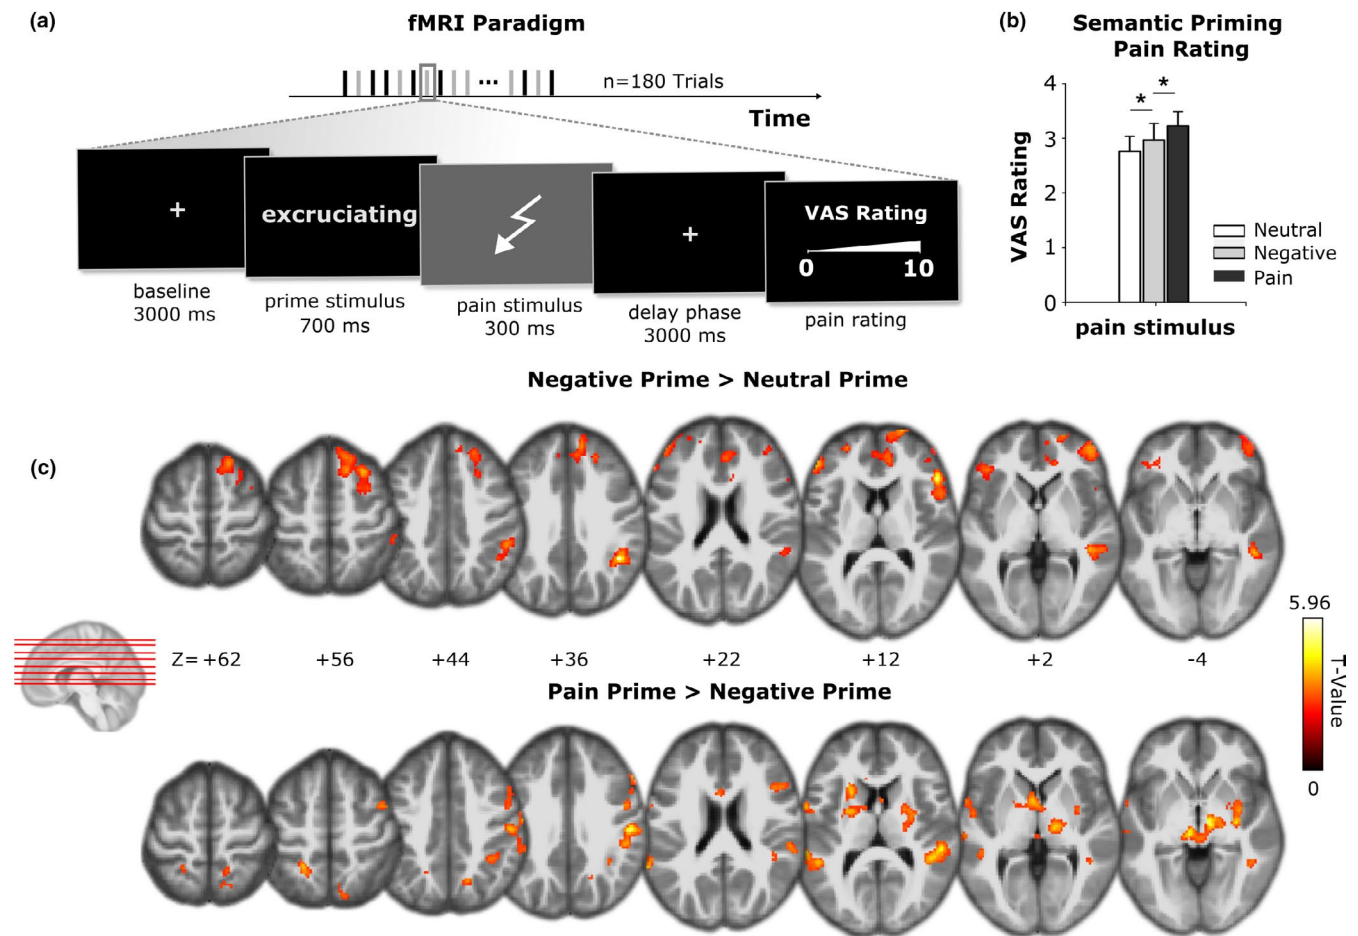 (a)
fMRI Paradigm
n=180 Trials
Time
excruciating
VAS Rating
0 10
baseline
3000 ms
prime stimulus
700 ms
pain stimulus
300 ms
delay phase
3000 ms
pain rating
(b)
Semantic Priming
Pain Rating
4
3
2
1
0
VAS Rating
* *
Neutral
Negative
Pain
pain stimulus
Negative Prime > Neutral Prime
(c)
Z= +62 +56 +44 +36 +22 +12 +2 -4
Pain Prime > Negative Prime
5.96
T-Value
0